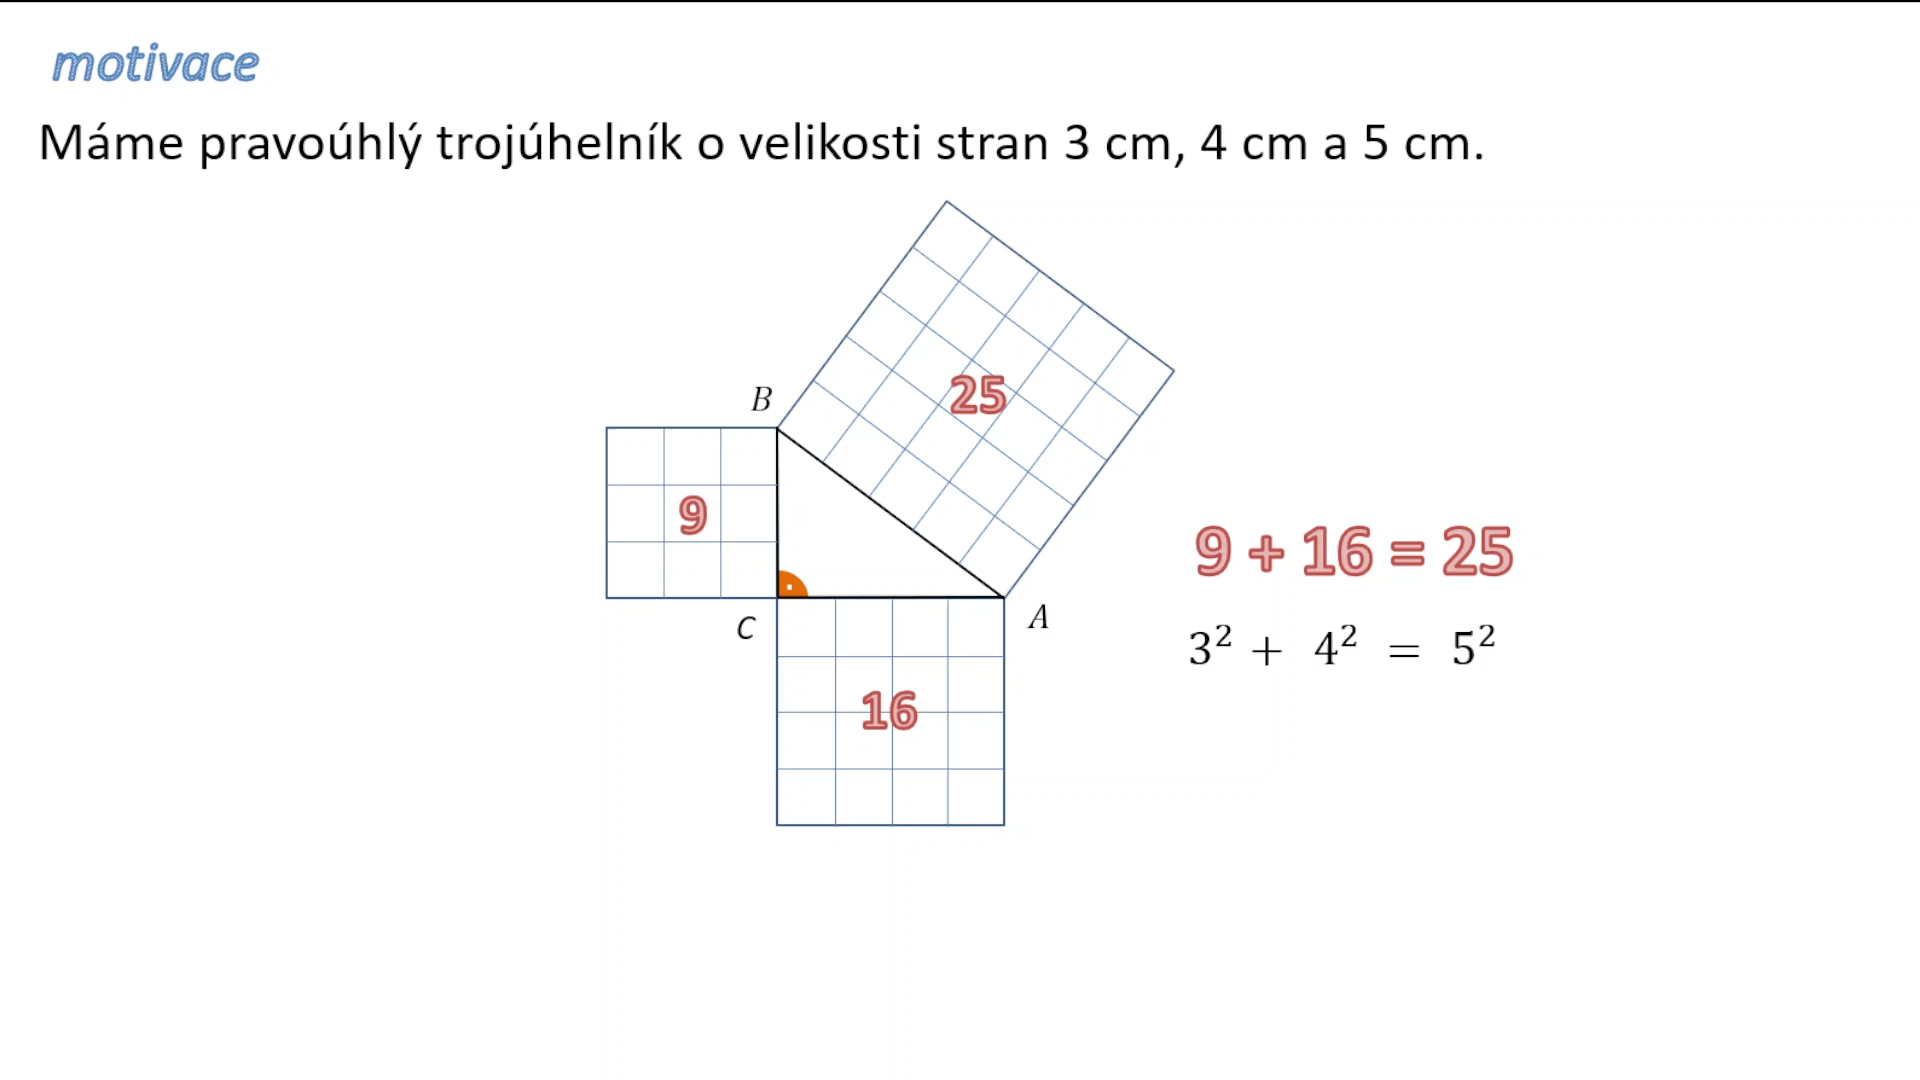 motivace
Máme pravoúhlý trojúhelník o velikosti stran 3 cm, 4 cm a 5 cm.
B
25
9
9 + 16 = 25
C
A
3² + 4² = 5²
16